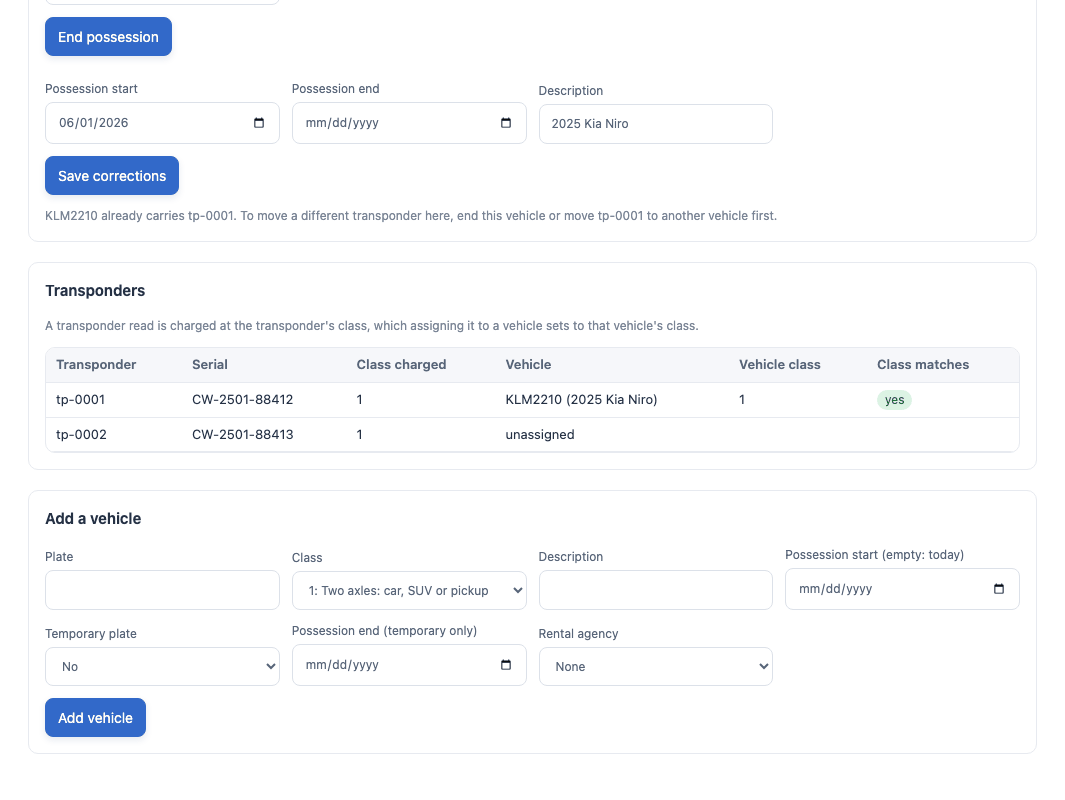 End possession
Possession start Possession end Description
06/01/2026 mm/dd/yyyy 2025 Kia Niro
Save corrections
KLM2210 already carries tp-0001. To move a different transponder here, end this vehicle or move tp-0001 to another vehicle first.
Transponders
A transponder read is charged at the transponder's class, which assigning it to a vehicle sets to that vehicle's class.
Transponder Serial Class charged Vehicle Vehicle class Class matches
tp-0001 CW-2501-88412 1 KLM2210 (2025 Kia Niro) 1 yes
tp-0002 CW-2501-88413 1 unassigned
Add a vehicle
Plate Class Description Possession start (empty: today)
1: Two axles: car, SUV or pickup mm/dd/yyyy
Temporary plate Possession end (temporary only) Rental agency
No mm/dd/yyyy None
Add vehicle